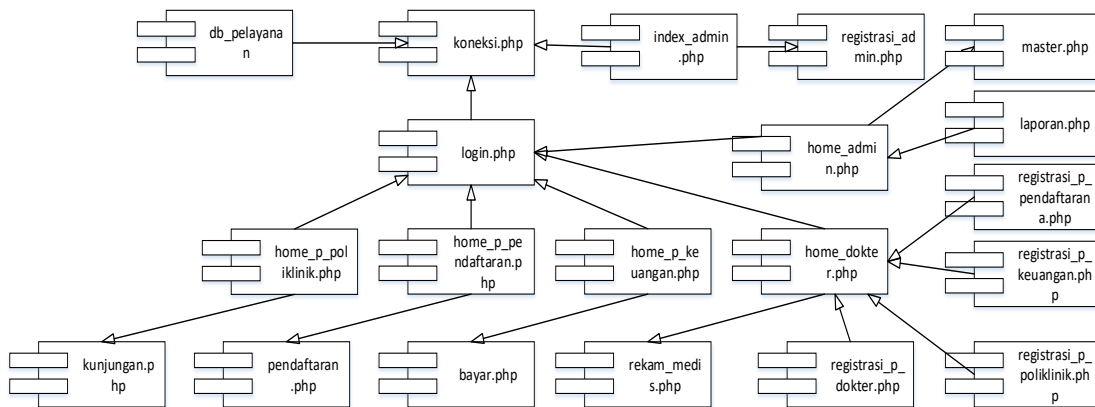 db_pelayana
n
koneksi.php
index_admin
.php
registrasi_ad
min.php
master.php
login.php
home_admi
n.php
laporan.php
registrasi_p_
pendaftaran
a.php
home_p_pol
iklinik.php
home_p_pe
ndaftaran.p
hp
home_p_ke
uangan.php
home_dokte
r.php
registrasi_p_
keuangan.ph
p
kunjungan.p
hp
pendaftaran
.php
bayar.php
rekam_medi
s.php
registrasi_p_
dokter.php
registrasi_p_
poliklinik.ph
p